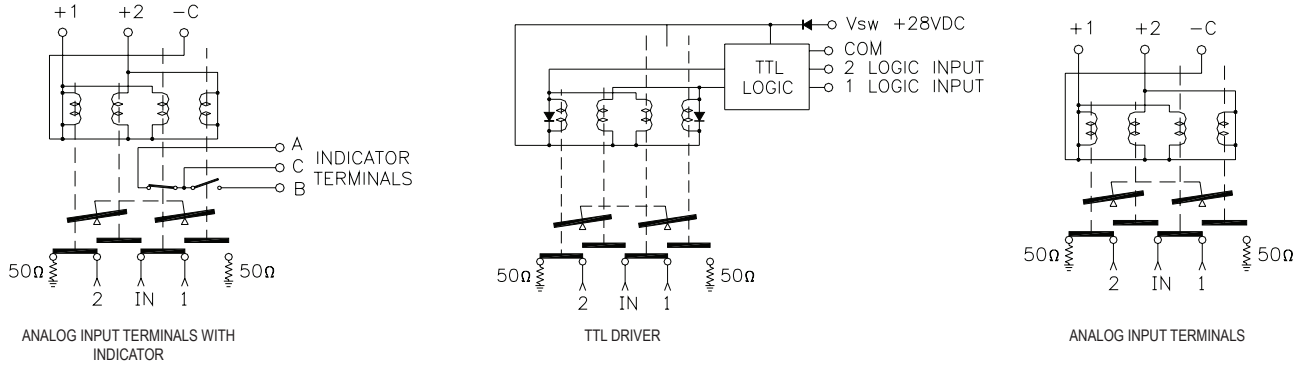 +1 +2 -C
A
C INDICATOR
TERMINALS
B
50Ω 50Ω
2 IN 1
ANALOG INPUT TERMINALS WITH
INDICATOR
Vsw +28VDC
COM
TTL
LOGIC
2 LOGIC INPUT
1 LOGIC INPUT
50Ω 50Ω
2 IN 1
TTL DRIVER
+1 +2 -C
50Ω 50Ω
2 IN 1
ANALOG INPUT TERMINALS